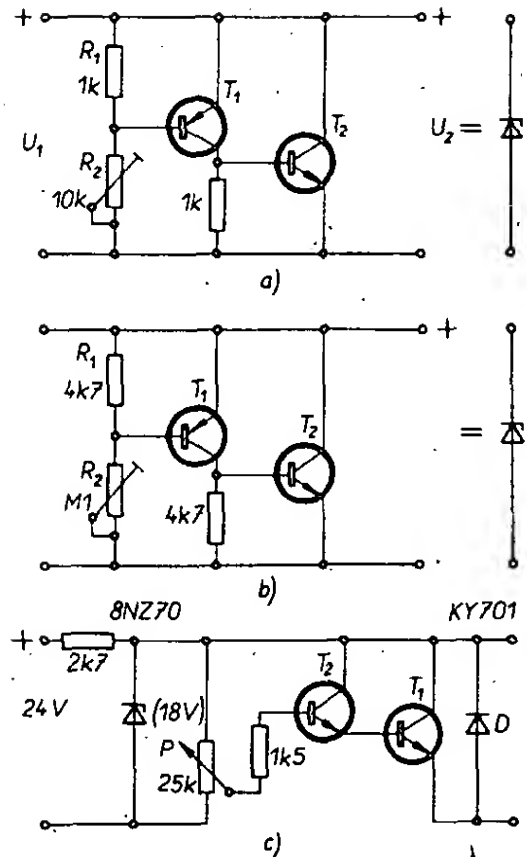 + +
R1
1k
T1
T2
U1
U2 =
R2
10k
1k
a)
+
R1
4k7
T1
T2
=
R2
M1
4k7
b)
8NZ70 KY701
+
2k7
T2
T1
24V
(18V)
P
D
25k
1k5
c)